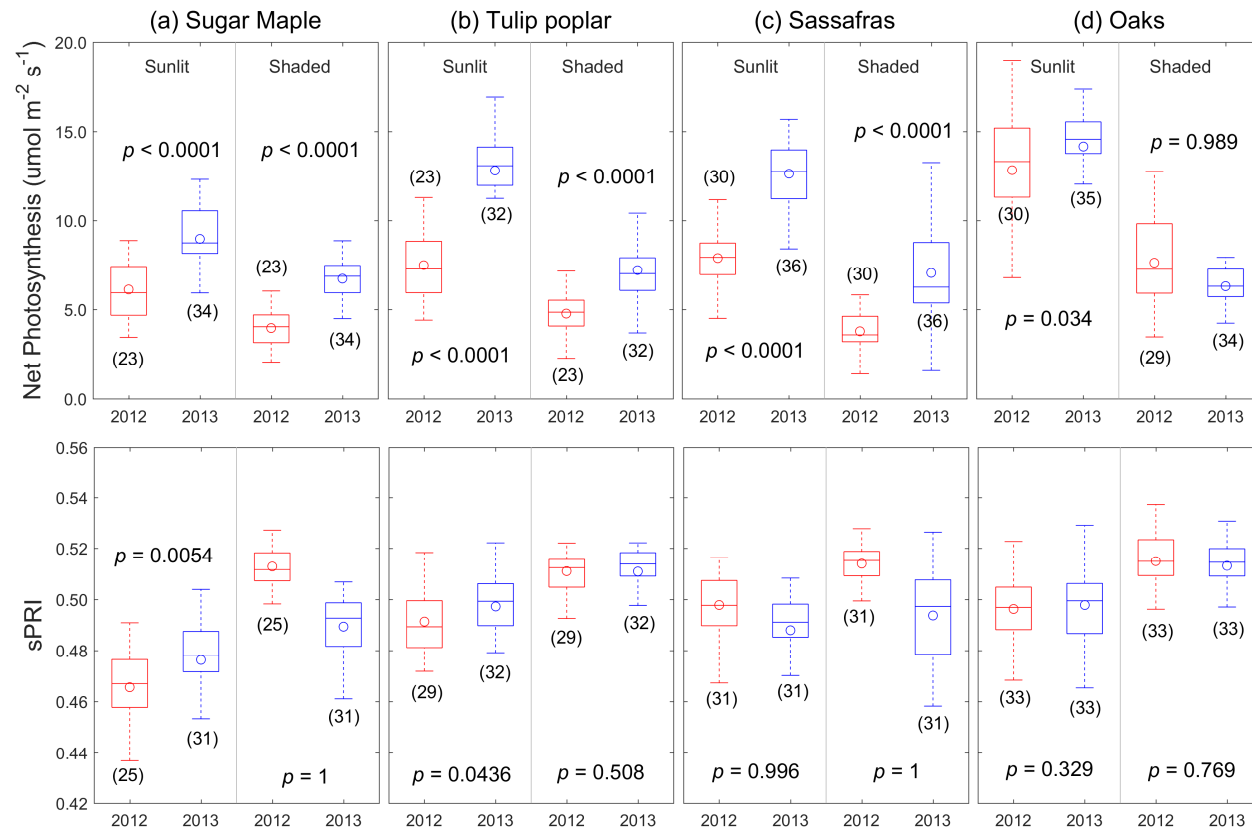 (a) Sugar Maple (b) Tulip poplar (c) Sassafras (d) Oaks
Net Photosynthesis (umol m⁻² s⁻¹)
20.0
15.0
10.0
5.0
0.0
Sunlit Shaded
p < 0.0001 p < 0.0001
(23) (34) (23) (34)
2012 2013 2012 2013
Sunlit Shaded
(23) (32) p < 0.0001
p < 0.0001 (23) (32)
2012 2013 2012 2013
Sunlit Shaded
p < 0.0001
(30) (36) (30) (36)
p < 0.0001
2012 2013 2012 2013
Sunlit Shaded
p = 0.989
(30) (35)
p = 0.034 (29) (34)
2012 2013 2012 2013
sPRI
0.56
0.54
0.52
0.50
0.48
0.46
0.44
0.42
p = 0.0054
(25) (31) (25) (31)
p = 1
2012 2013 2012 2013
(29) (32) (29) (32)
p = 0.0436 p = 0.508
2012 2013 2012 2013
(31) (31) (31) (31)
p = 0.996 p = 1
2012 2013 2012 2013
(33) (33) (33) (33)
p = 0.329 p = 0.769
2012 2013 2012 2013